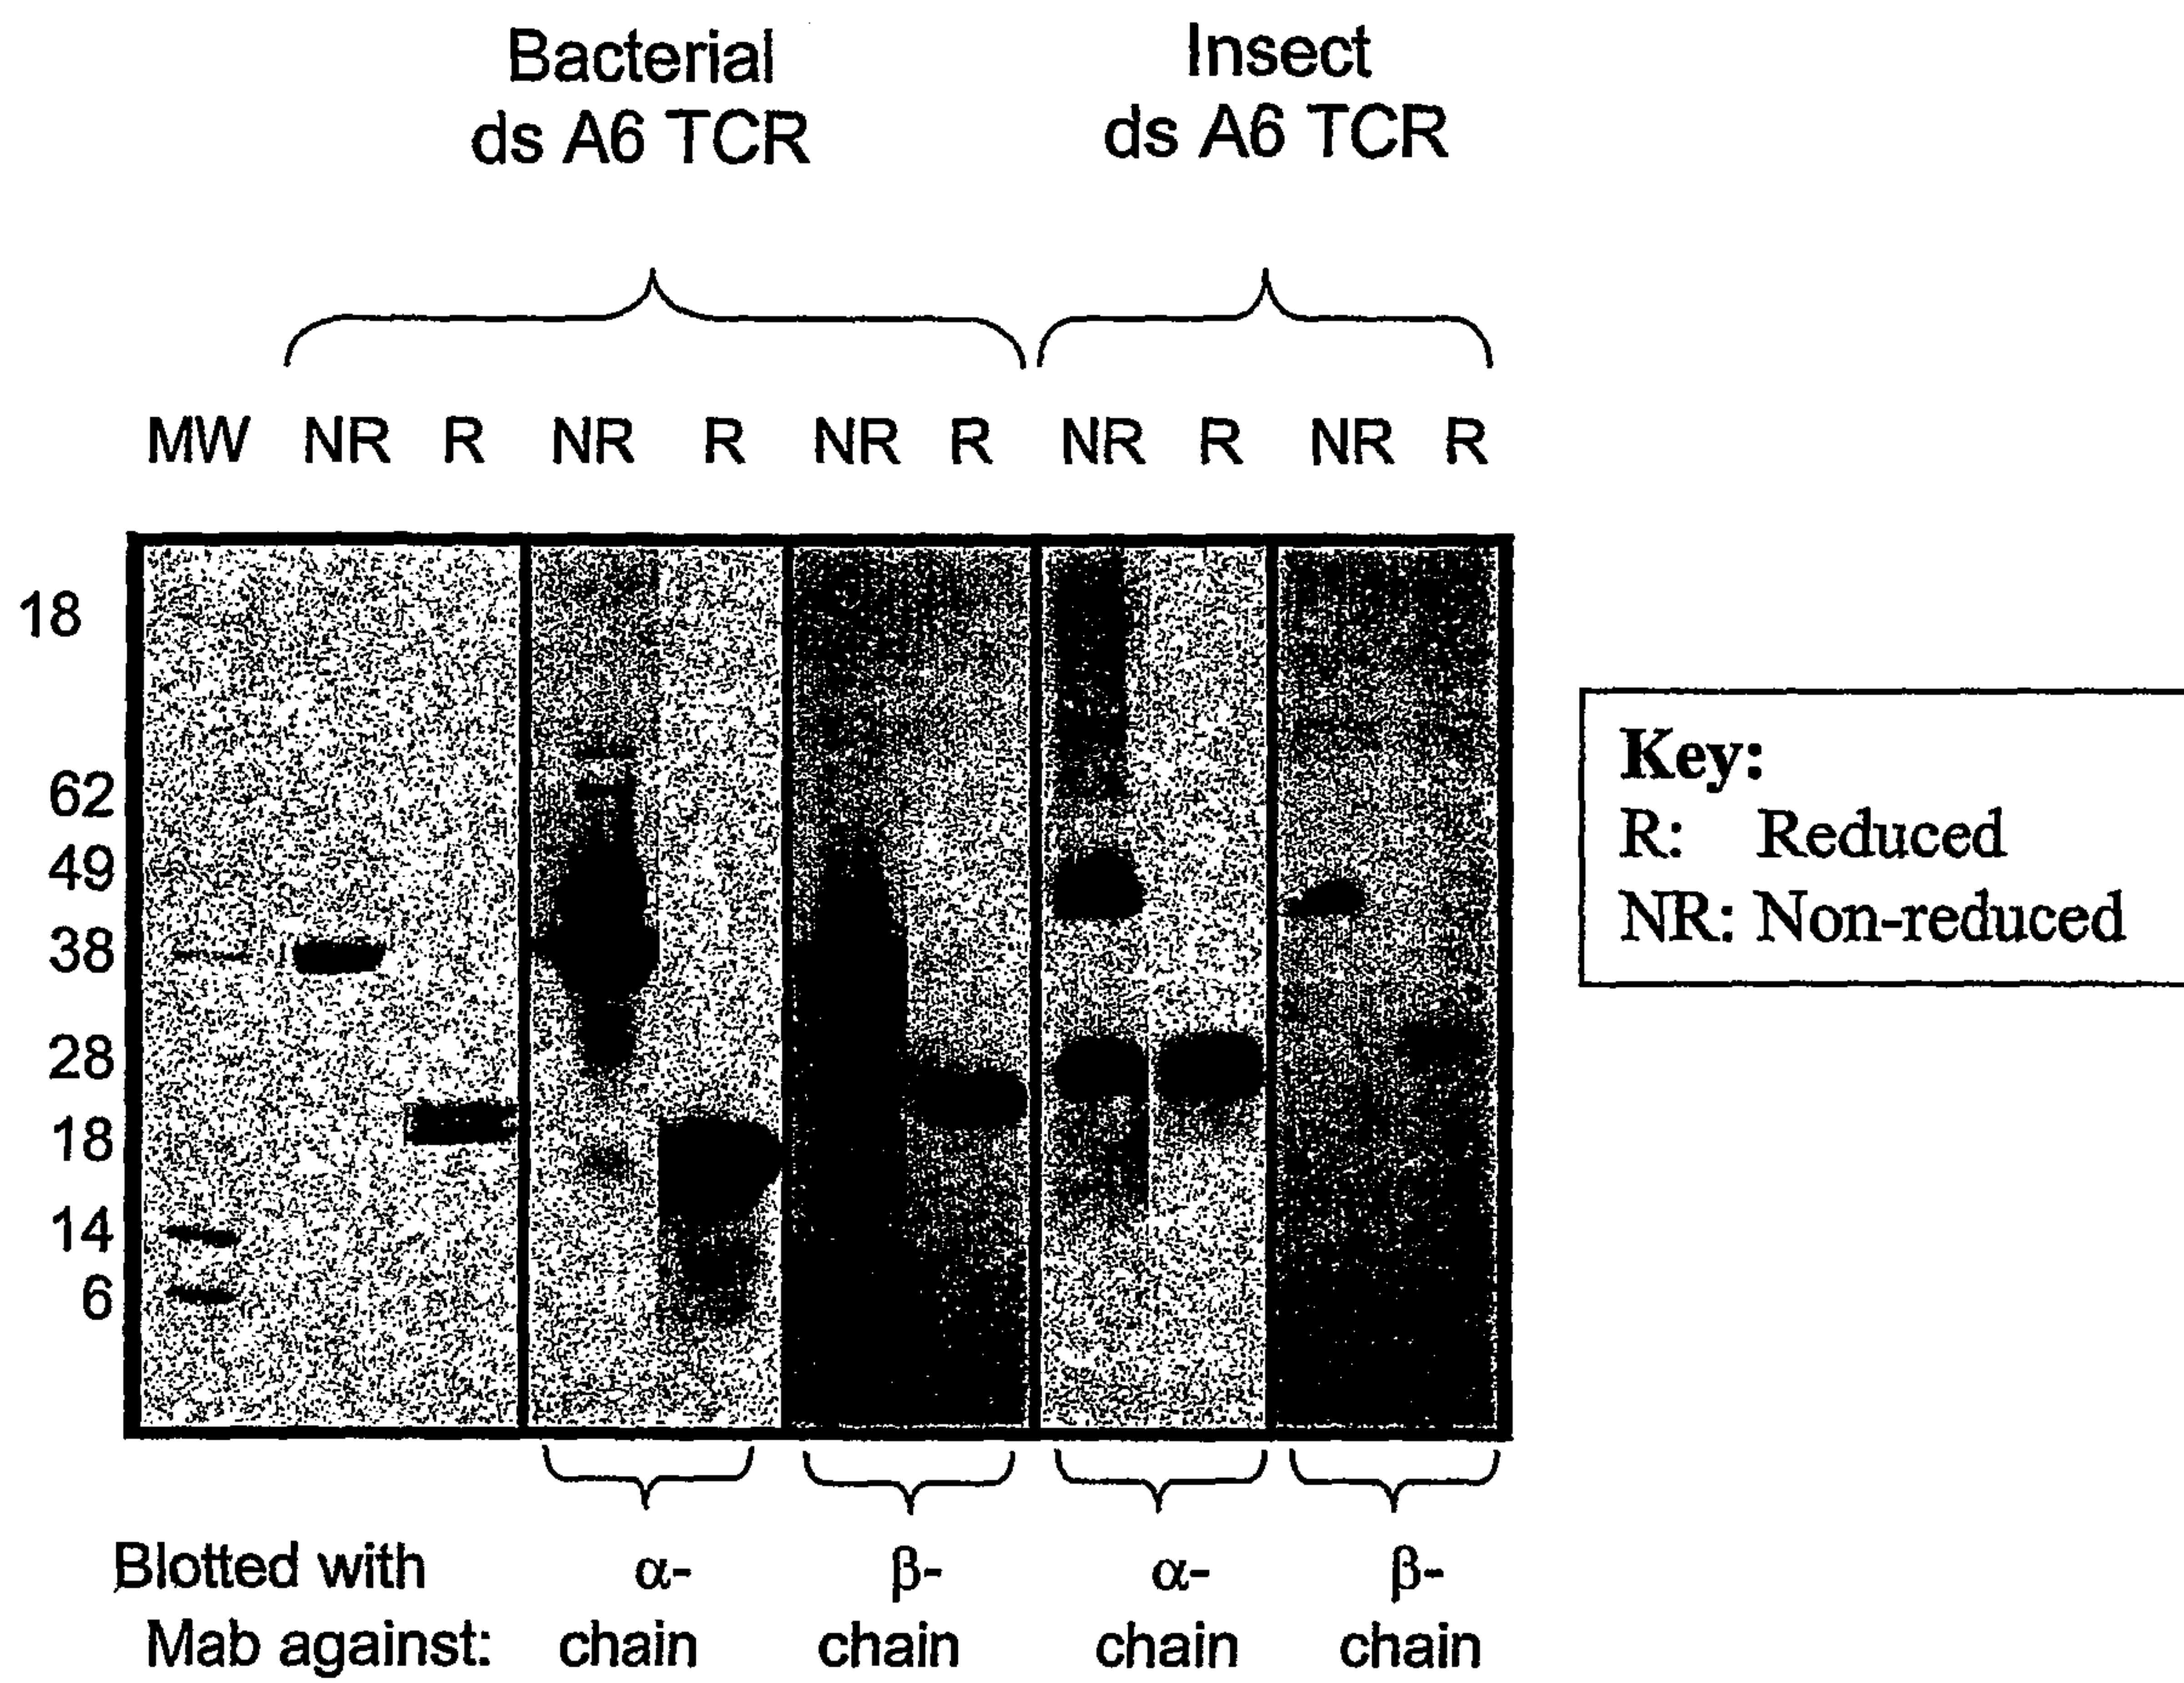 Bacterial
ds A6 TCR
Insect
ds A6 TCR
MW NR R NR R NR R NR R NR R
18
62
49
38
28
18
14
6
Key:
R: Reduced
NR: Non-reduced
Blotted with
Mab against:
α-
chain
β-
chain
α-
chain
β-
chain